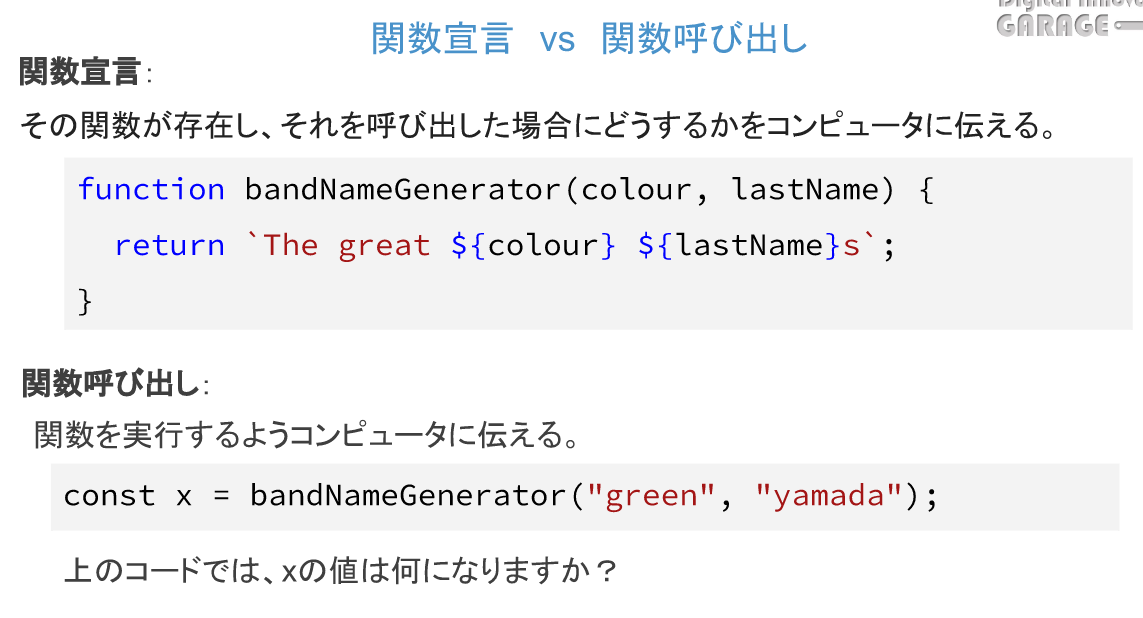 GARAGE
関数宣言　vs　関数呼び出し
関数宣言:
その関数が存在し、それを呼び出した場合にどうするかをコンピュータに伝える。
function bandNameGenerator(colour, lastName) {
  return `The great ${colour} ${lastName}s`;
}
関数呼び出し:
関数を実行するようコンピュータに伝える。
const x = bandNameGenerator("green", "yamada");
上のコードでは、xの値は何になりますか？